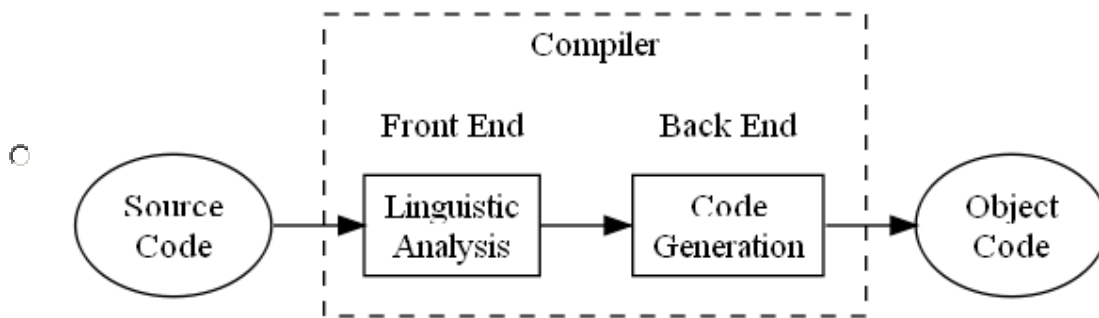 Compiler
Front End
Back End
Source
Code
Linguistic
Analysis
Code
Generation
Object
Code